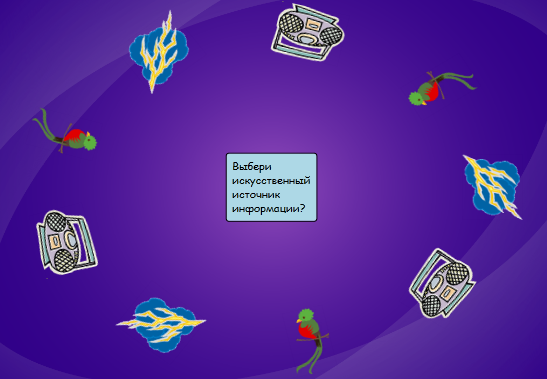 Выбери
искусственный
источник
информации?